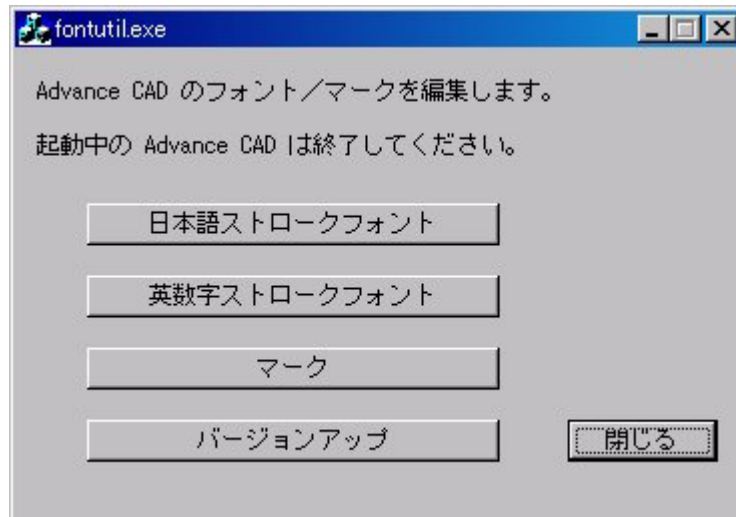 fontutil.exe
Advance CAD のフォント／マークを編集します。
起動中の Advance CAD は終了してください。
日本語ストロークフォント
英数字ストロークフォント
マーク
バージョンアップ
閉じる